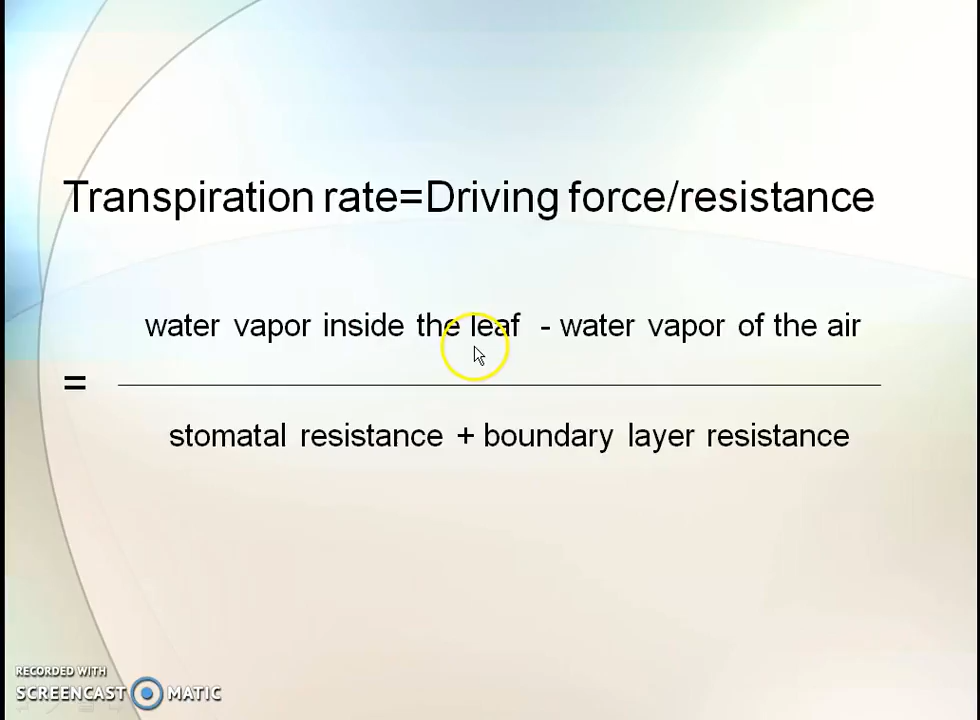 Transpiration rate=Driving force/resistance
water vapor inside the leaf - water vapor of the air
=
stomatal resistance + boundary layer resistance
RECORDED WITH
SCREENCAST MATIC